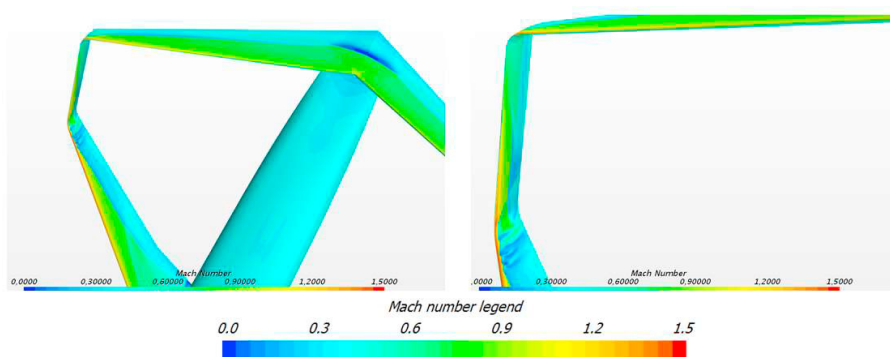 Mach Number
0,0000 0,30000 0,60000 0,90000 1,2000 1,5000
Mach Number
.0000 0,30000 0,60000 0,90000 1,2000 1,5000
Mach number legend
0.0 0.3 0.6 0.9 1.2 1.5